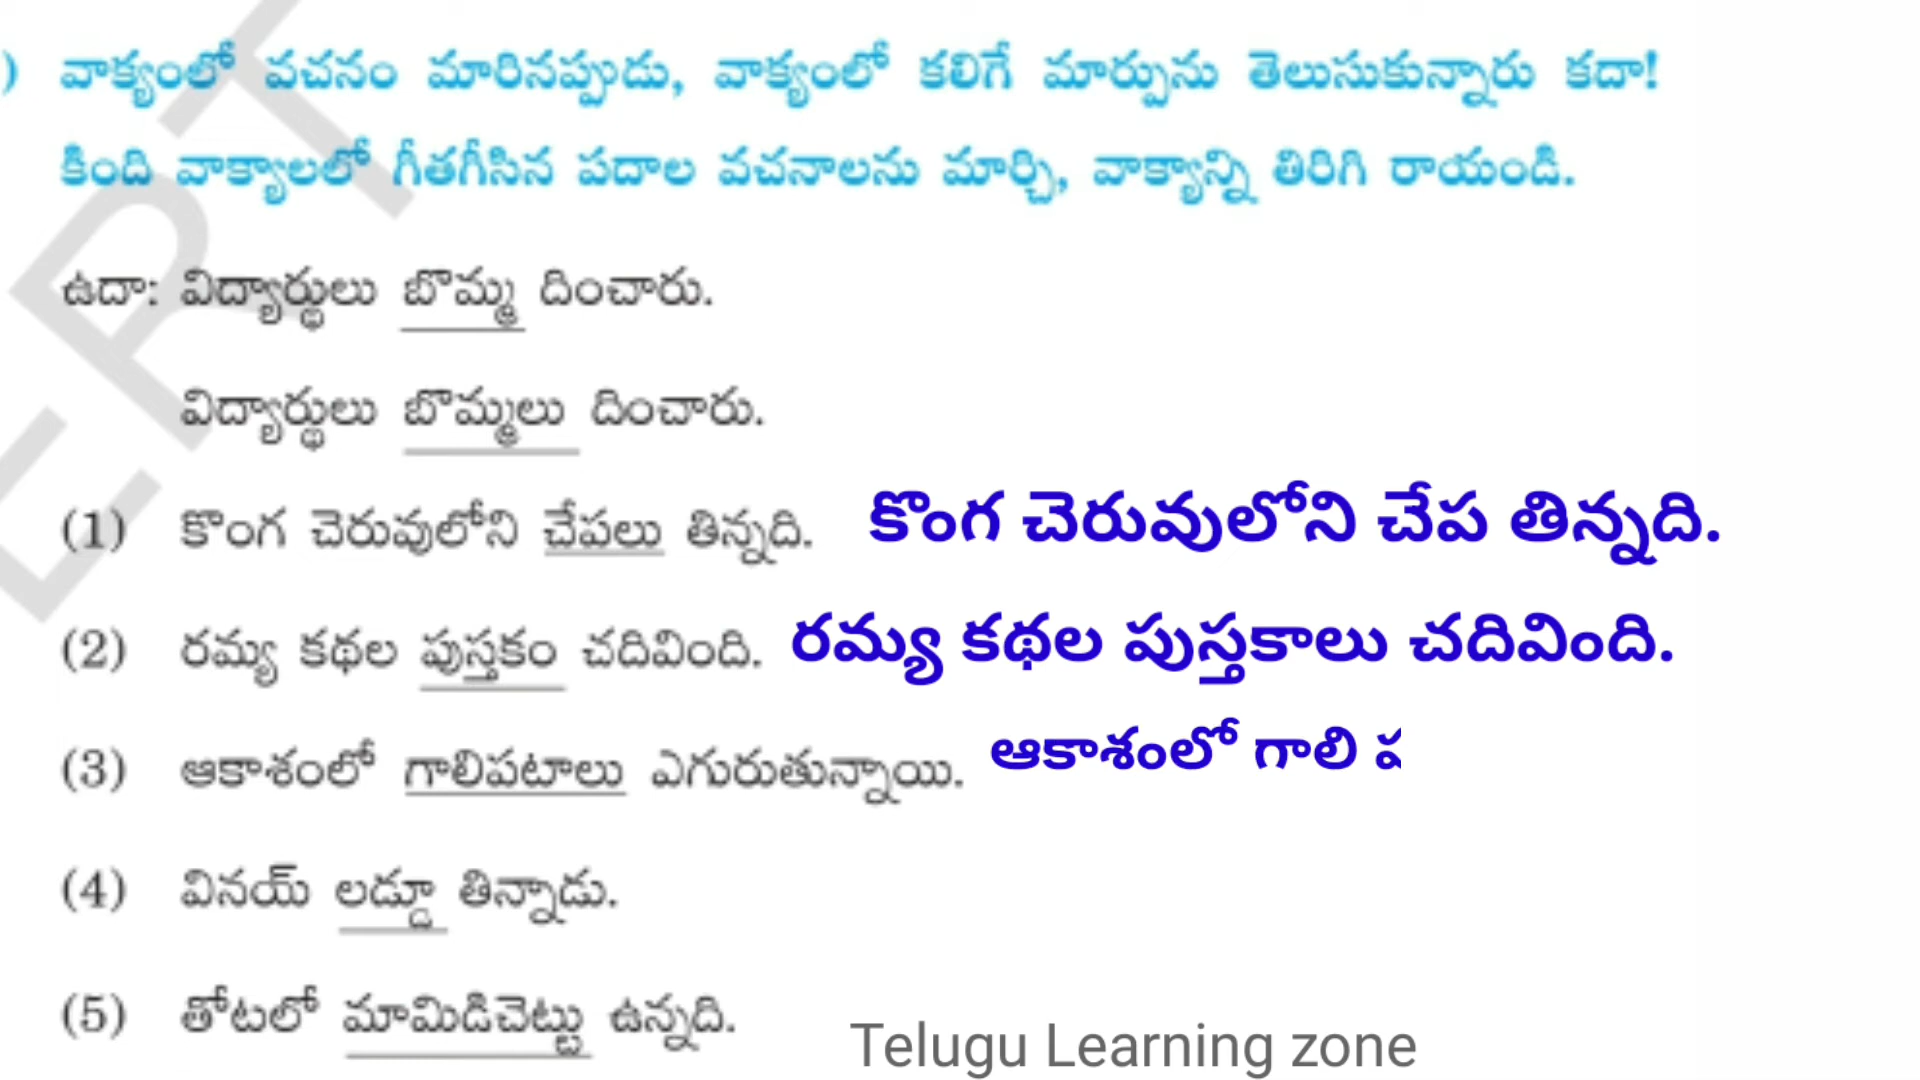 ) వాక్యంలో వచనం మారినప్పుడు, వాక్యంలో కలిగే మార్పును తెలుసుకున్నారు కదా!
కింది వాక్యాలలో గీతగీసిన పదాల వచనాలను మార్చి, వాక్యాన్ని తిరిగి రాయండి.
ఉదా: విద్యార్థులు బొమ్మ దించారు.
విద్యార్థులు బొమ్మలు దించారు.
(1) కొంగ చెరువులోని చేపలు తిన్నది. కొంగ చెరువులోని చేప తిన్నది.
(2) రమ్య కథల పుస్తకం చదివింది. రమ్య కథల పుస్తకాలు చదివింది.
(3) ఆకాశంలో గాలిపటాలు ఎగురుతున్నాయి. ఆకాశంలో గాలి
(4) వినయ్ లడ్డూ తిన్నాడు.
(5) తోటలో మామిడిచెట్టు ఉన్నది.
Telugu Learning zone